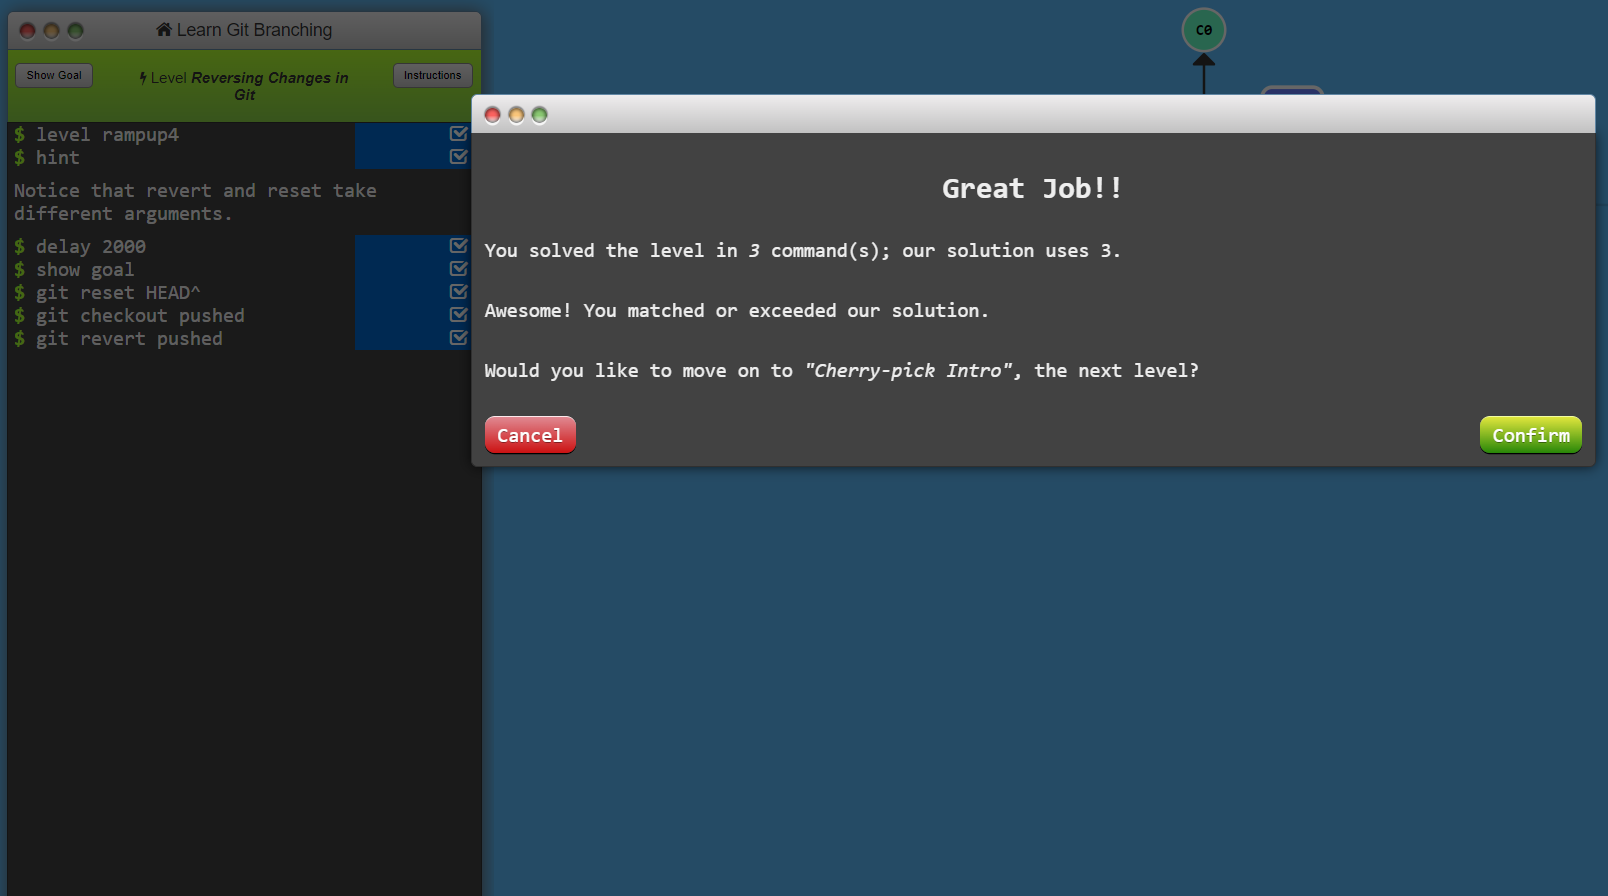 Learn Git Branching
Show Goal
Level Reversing Changes in
Git
Instructions
$ level rampup4
$ hint
Notice that revert and reset take
different arguments.
$ delay 2000
$ show goal
$ git reset HEAD^
$ git checkout pushed
$ git revert pushed
C0
Great Job!!
You solved the level in 3 command(s); our solution uses 3.
Awesome! You matched or exceeded our solution.
Would you like to move on to "Cherry-pick Intro", the next level?
Cancel
Confirm